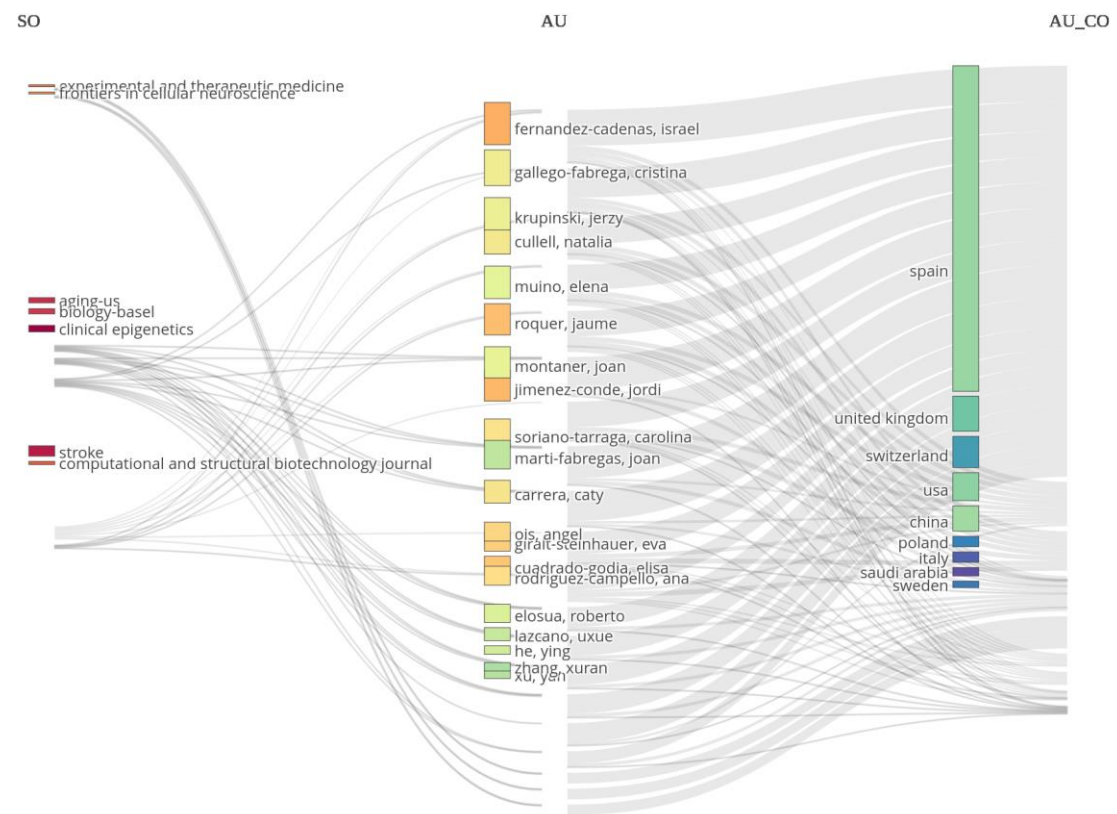 SO
AU
AU_CO
experimental and therapeutic medicine
frontiers in cellular neuroscience
aging-us
biology-basel
clinical epigenetics
stroke
computational and structural biotechnology journal
fernandez-cadenas, israel
gallego-fabrega, cristina
krupinski, jerzy
cullell, natalia
muino, elena
roquer, jaume
montaner, joan
jimenez-conde, jordi
soriano-tarraga, carolina
marti-fabregas, joan
carrera, caty
ois, angel
giralt-steinhauer, eva
cuadrado-godia, elisa
rodriguez-campello, ana
elosua, roberto
lazcano, uxue
he, ying
zhang, xuran
xu, yan
spain
united kingdom
switzerland
usa
china
poland
italy
saudi arabia
sweden